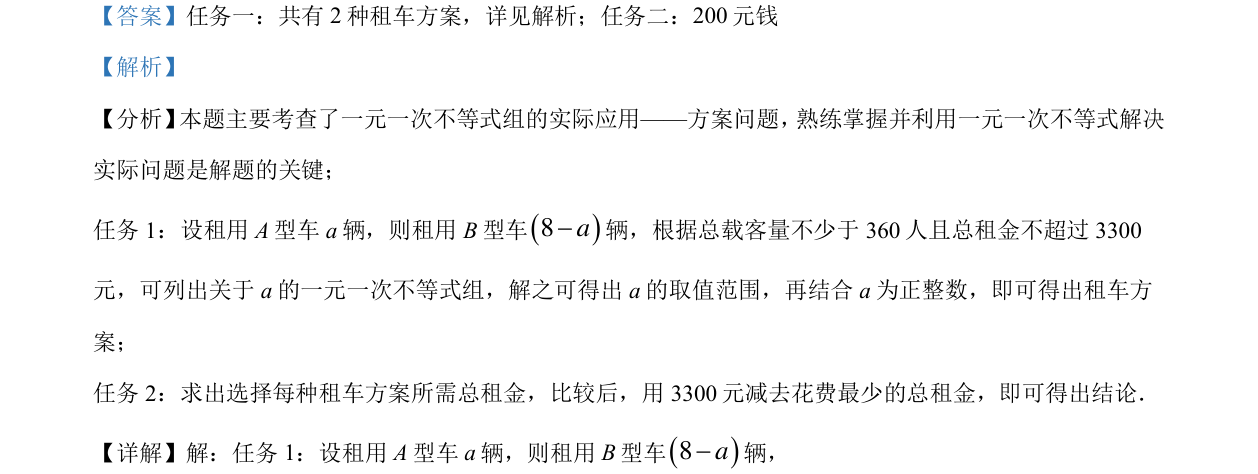 【答案】任务一：共有 2 种租车方案，详见解析；任务二：200 元钱
【解析】
【分析】本题主要考查了一元一次不等式组的实际应用——方案问题，熟练掌握并利用一元一次不等式解决
实际问题是解题的关键；
任务 1：设租用 A 型车 a 辆，则租用 B 型车(8−a)辆，根据总载客量不少于 360 人且总租金不超过 3300
元，可列出关于 a 的一元一次不等式组，解之可得出 a 的取值范围，再结合 a 为正整数，即可得出租车方
案；
任务 2：求出选择每种租车方案所需总租金，比较后，用 3300 元减去花费最少的总租金，即可得出结论．
【详解】解：任务 1：设租用 A 型车 a 辆，则租用 B 型车(8−a)辆，